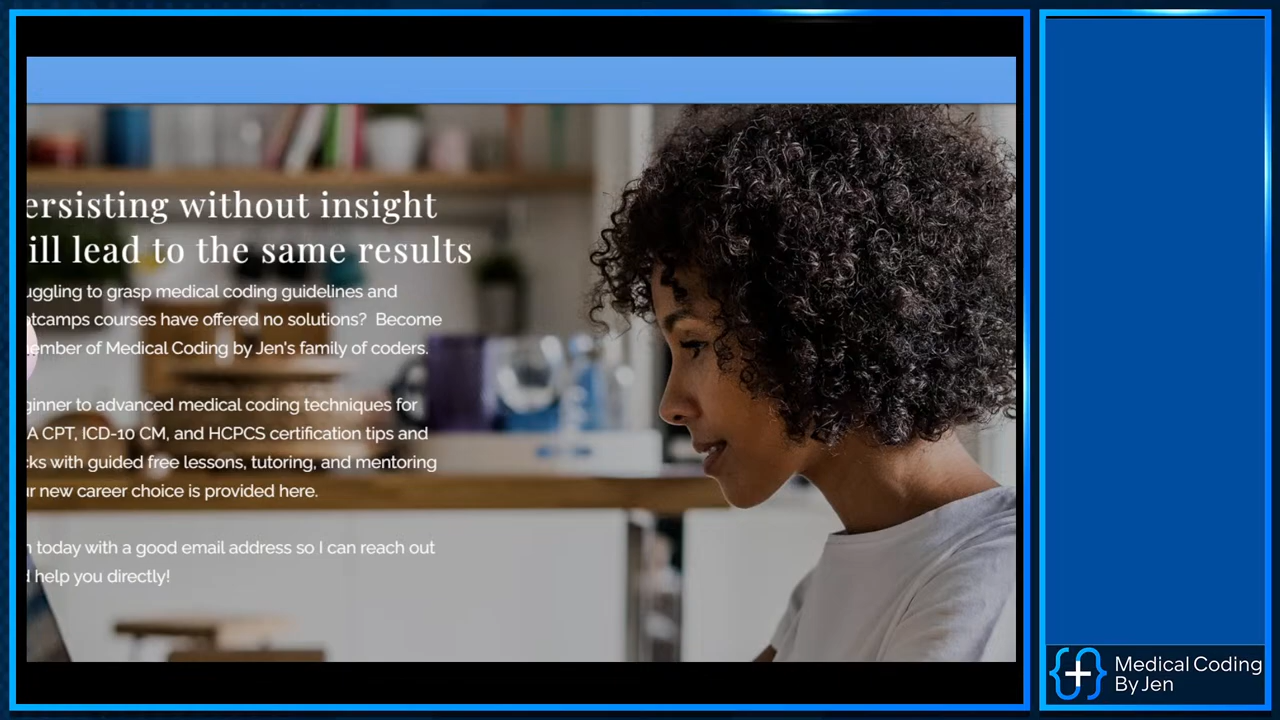 ersisting without insight
ill lead to the same results
uggling to grasp medical coding guidelines and
tcamps courses have offered no solutions? Become
ember of Medical Coding by Jen's family of coders.
ginner to advanced medical coding techniques for
A CPT, ICD-10 CM, and HCPCS certification tips and
ks with guided free lessons, tutoring, and mentoring
r new career choice is provided here.
n today with a good email address so I can reach out
d help you directly!
Medical Coding
By Jen